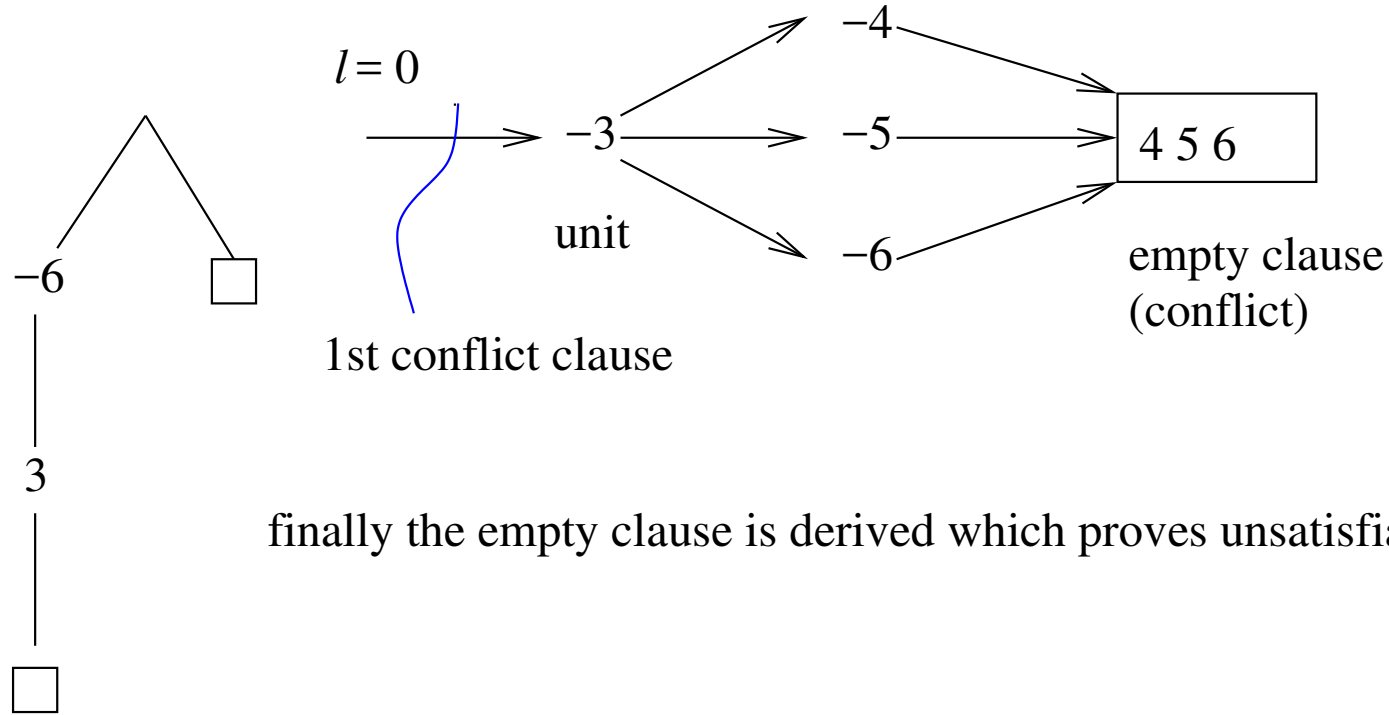 −4
l = 0
−3
−5
4 5 6
unit
−6
−6
empty clause
(conflict)
1st conflict clause
3
finally the empty clause is derived which proves